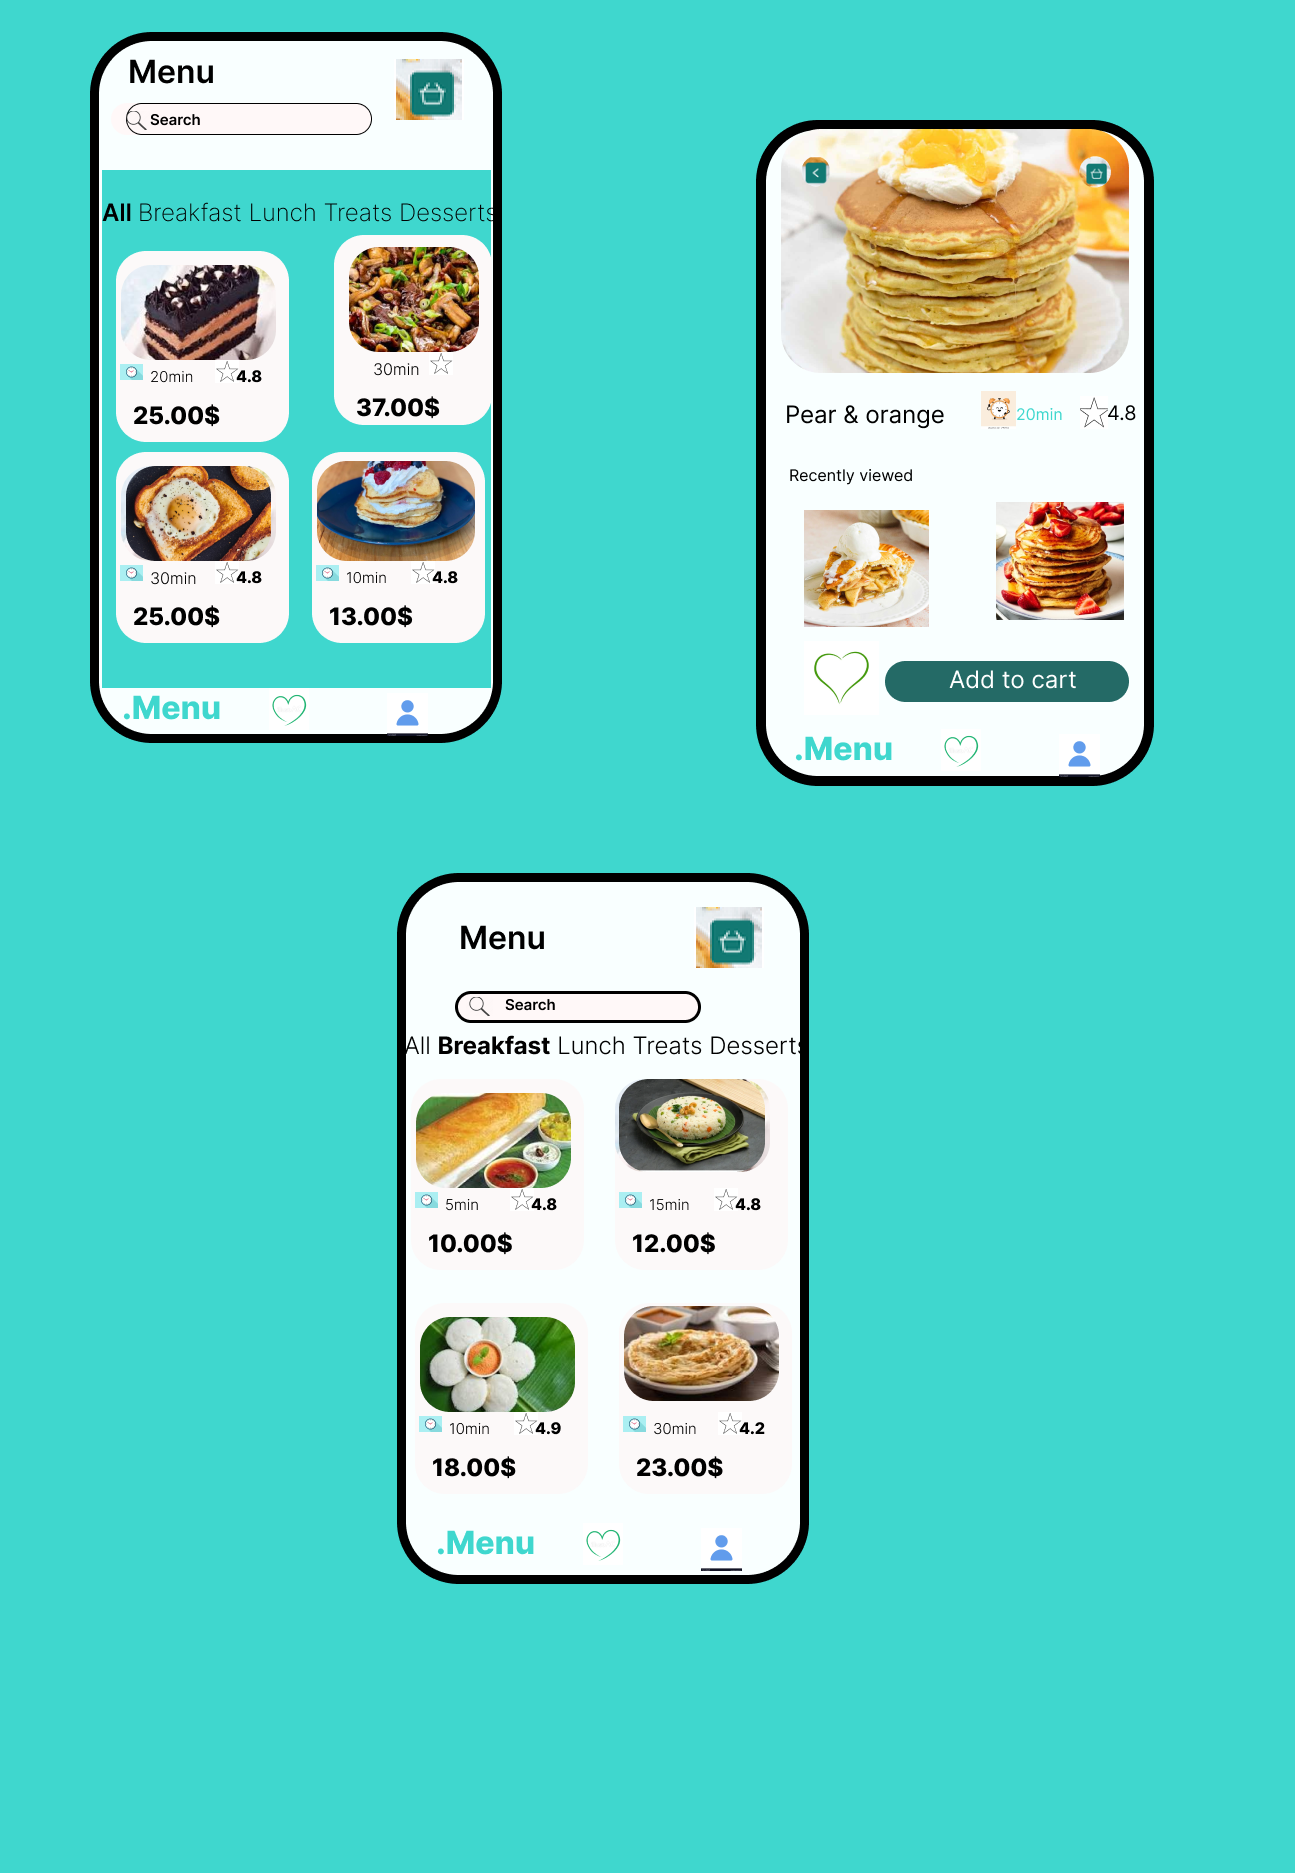 Menu
Search
All Breakfast Lunch Treats Desserts
20min 4.8
30min
25.00$
37.00$
30min 4.8
10min 4.8
25.00$
13.00$
.Menu
Pear & orange 20min 4.8
Recently viewed
Add to cart
.Menu
Menu
Search
All Breakfast Lunch Treats Desserts
5min 4.8
15min 4.8
10.00$
12.00$
10min 4.9
30min 4.2
18.00$
23.00$
.Menu